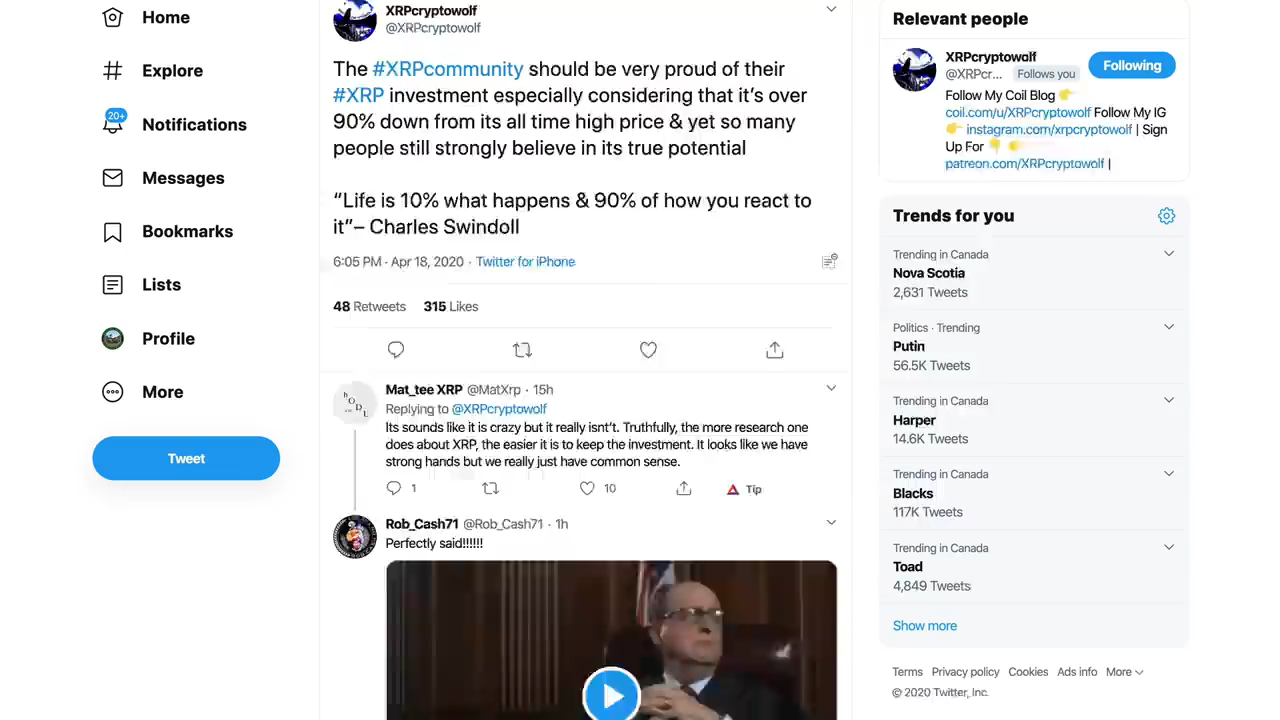 Home
Explore
20+
Notifications
Messages
Bookmarks
Lists
Profile
More
Tweet
XRPcryptowolf
@XRPcryptowolf
The #XRPcommunity should be very proud of their
#XRP investment especially considering that it's over
90% down from its all time high price & yet so many
people still strongly believe in its true potential
“Life is 10% what happens & 90% of how you react to
it”– Charles Swindoll
6:05 PM · Apr 18, 2020 · Twitter for iPhone
48 Retweets 315 Likes
Mat_tee XRP @MatXrp · 15h
Replying to @XRPcryptowolf
Its sounds like it is crazy but it really isnt't. Truthfully, the more research one
does about XRP, the easier it is to keep the investment. It looks like we have
strong hands but we really just have common sense.
1
10
Tip
Rob_Cash71 @Rob_Cash71 · 1h
Perfectly said!!!!!!
Relevant people
XRPcryptowolf
@XRPcr... Follows you
Following
Follow My Coil Blog 👉
coil.com/u/XRPcryptowolf Follow My IG
👉 instagram.com/xrpcryptowolf | Sign
Up For 👇 👉
patreon.com/XRPcryptowolf |
Trends for you
Trending in Canada
Nova Scotia
2,631 Tweets
Politics · Trending
Putin
56.5K Tweets
Trending in Canada
Harper
14.6K Tweets
Trending in Canada
Blacks
117K Tweets
Trending in Canada
Toad
4,849 Tweets
Show more
Terms Privacy policy Cookies Ads info More
© 2020 Twitter, Inc.